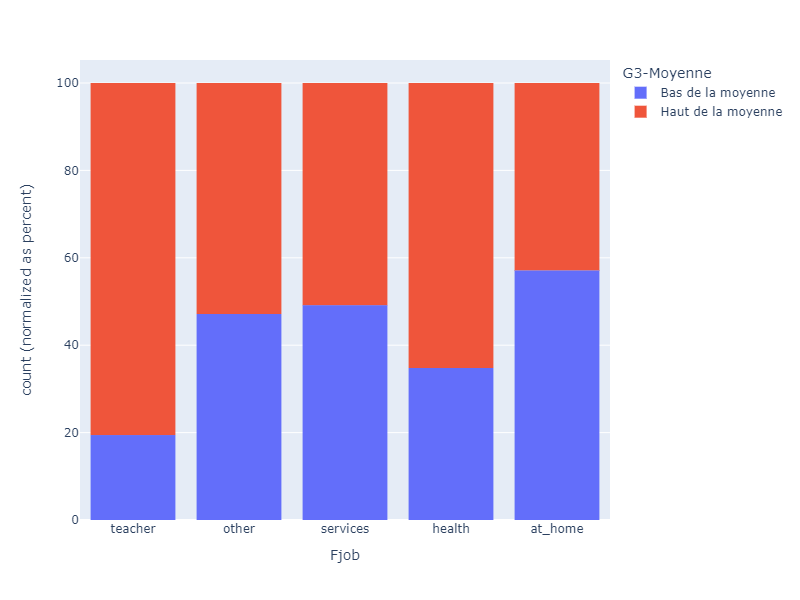 G3-Moyenne
Bas de la moyenne
Haut de la moyenne
count (normalized as percent)
100
80
60
40
20
0
teacher
other
services
health
at_home
Fjob